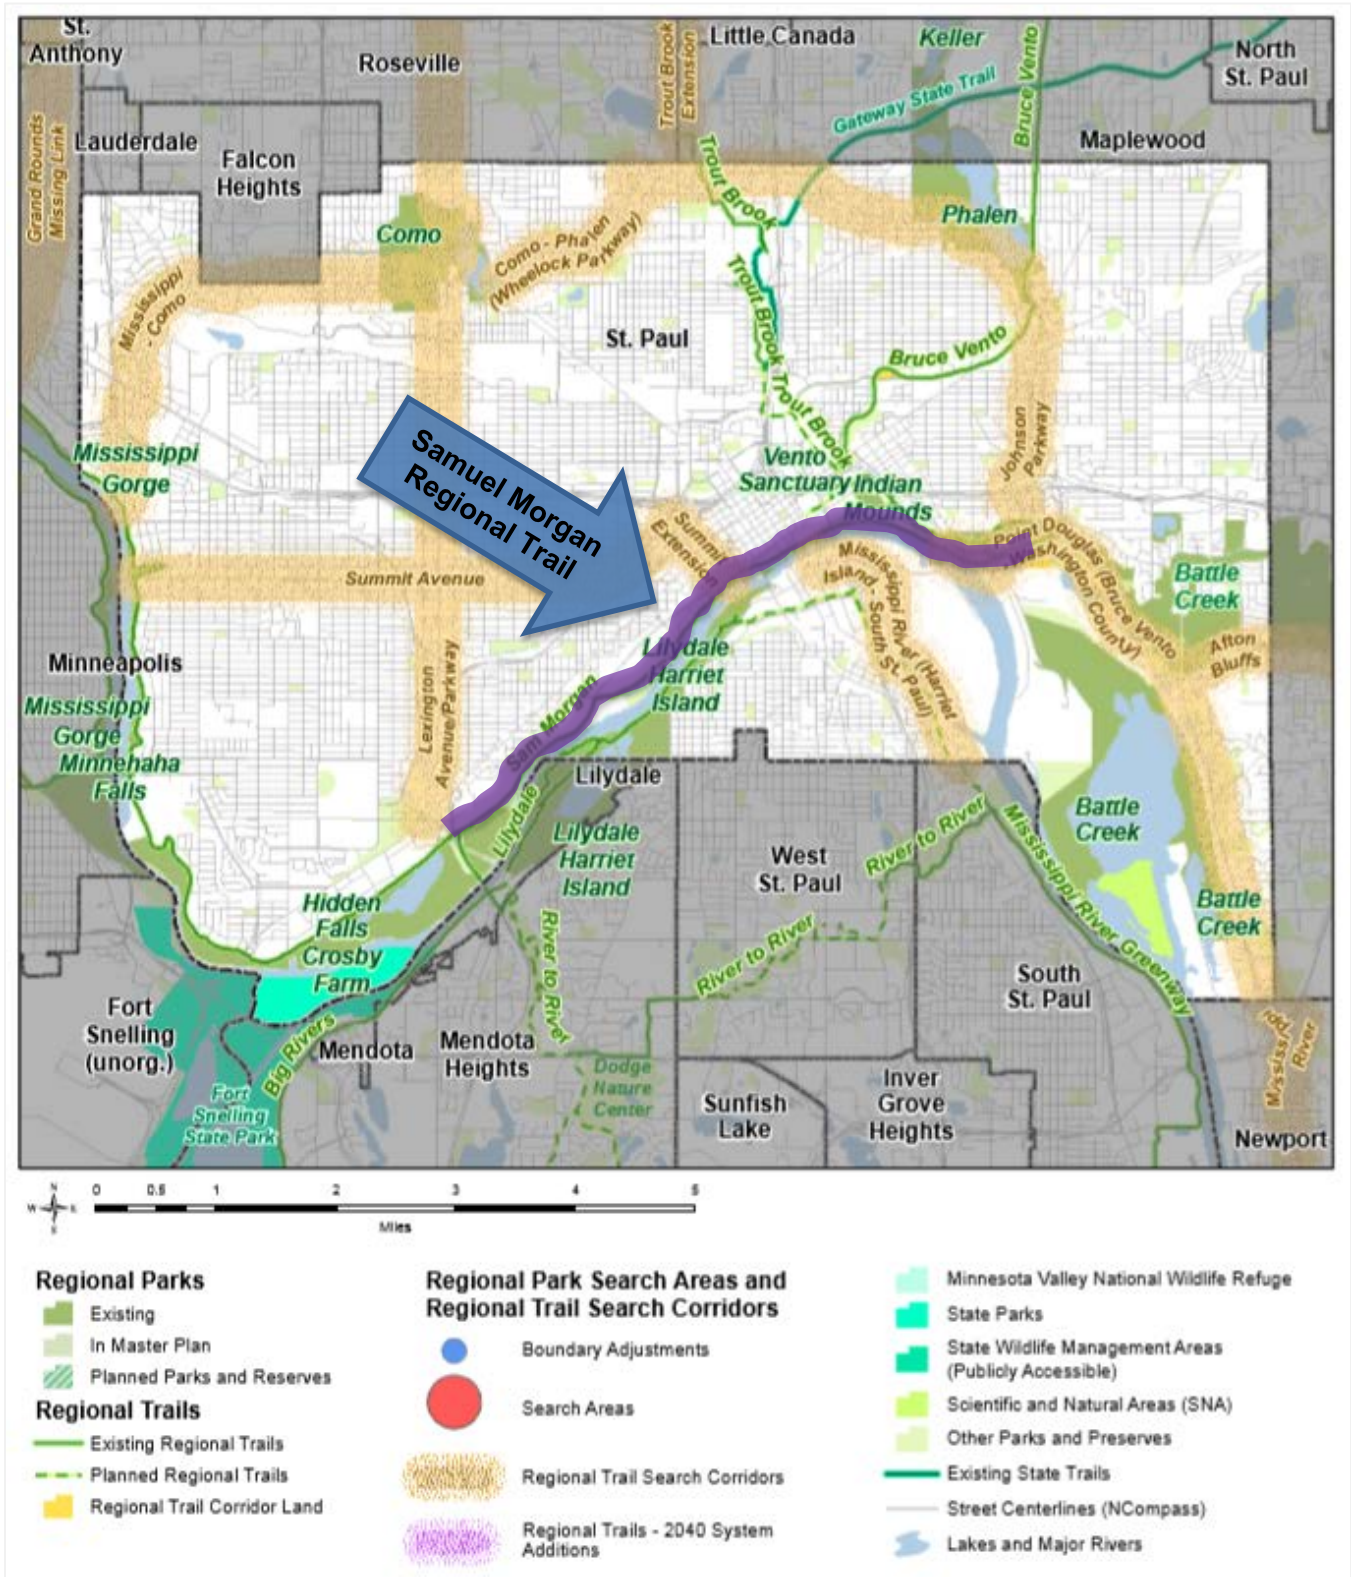 St.
Anthony
Roseville
Trout Brook
Extension
Little Canada
Keller
Bruce Vento
North
St. Paul
Gateway State Trail
Grand Rounds
Missing Link
Lauderdale
Falcon
Heights
Maplewood
Trout Brook
Como
Phalen
Como - Phalen
(Wheelock Parkway)
Mississippi
- Como
Trout Brook
St. Paul
Bruce Vento
Trout Brook
Johnson
Parkway
Samuel Morgan
Regional Trail
Mississippi
Gorge
Vento
Sanctuary
Indian
Mounds
Summit
Extension
Point Douglas (Bruce Vento
- Washington County)
Summit Avenue
Mississippi River (Harriet
Island - South St. Paul)
Battle
Creek
Afton
Bluffs
Minneapolis
Lilydale
Harriet
Island
Lexington
Avenue/Parkway
Sam Morgan
Mississippi
Gorge
Minnehaha
Falls
Lilydale
Lilydale
Lilydale
Harriet
Island
West
St. Paul
River to River
Battle
Creek
Mississippi River Greenway
Battle
Creek
Hidden
Falls
Crosby
Farm
River to River
River to River
South
St. Paul
Fort
Snelling
(unorg.)
Big Rivers
Mendota
Mendota
Heights
Dodge
Nature
Center
Fort
Snelling
State Park
Sunfish
Lake
Inver
Grove
Heights
River
Newport
N
W E
S
0 0.5 1 2 3 4 5
Miles
Regional Parks
Existing
In Master Plan
Planned Parks and Reserves
Regional Trails
Existing Regional Trails
Planned Regional Trails
Regional Trail Corridor Land
Regional Park Search Areas and
Regional Trail Search Corridors
Boundary Adjustments
Search Areas
Regional Trail Search Corridors
Regional Trails - 2040 System
Additions
Minnesota Valley National Wildlife Refuge
State Parks
State Wildlife Management Areas
(Publicly Accessible)
Scientific and Natural Areas (SNA)
Other Parks and Preserves
Existing State Trails
Street Centerlines (NCompass)
Lakes and Major Rivers